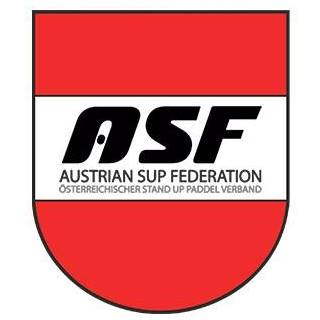 ASF
AUSTRIAN SUP FEDERATION
ÖSTERREICHISCHER STAND UP PADDEL VERBAND